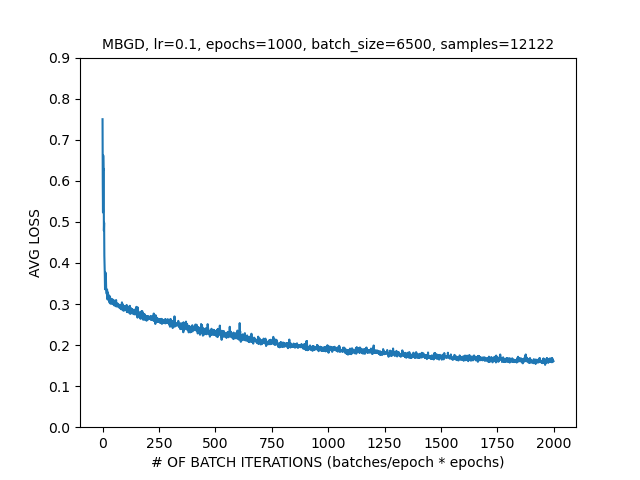 MBGD, lr=0.1, epochs=1000, batch_size=6500, samples=12122
0.9
0.8
0.7
0.6
0.5
0.4
0.3
0.2
0.1
0.0
AVG LOSS
0 250 500 750 1000 1250 1500 1750 2000
# OF BATCH ITERATIONS (batches/epoch * epochs)